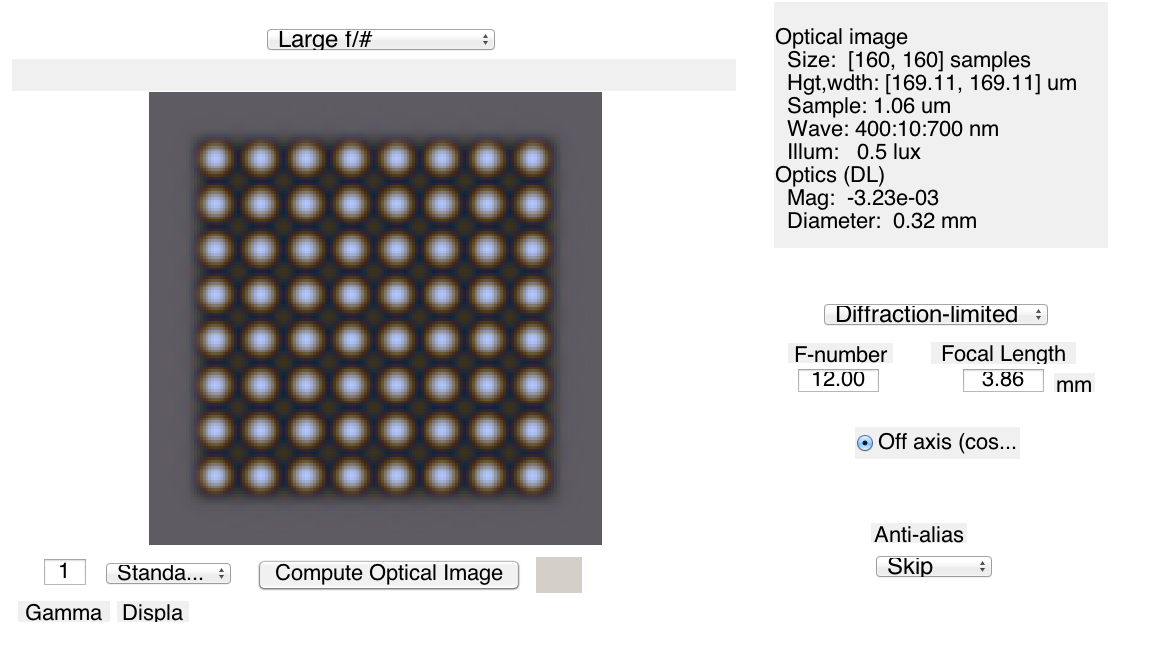 Large f/#
Optical image
Size: [160, 160] samples
Hgt,wdth: [169.11, 169.11] um
Sample: 1.06 um
Wave: 400:10:700 nm
Illum: 0.5 lux
Optics (DL)
Mag: -3.23e-03
Diameter: 0.32 mm
Diffraction-limited
F-number Focal Length
12.00 3.86 mm
Off axis (cos...
Anti-alias
Skip
1 Standa... Compute Optical Image
Gamma Displa